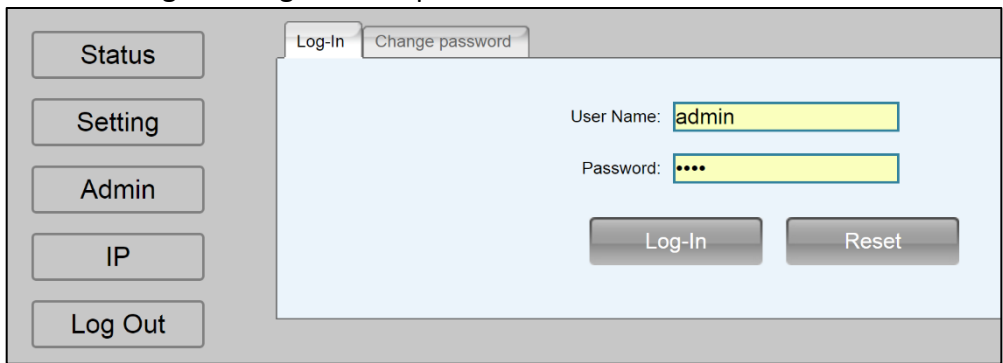 Status
Setting
Admin
IP
Log Out
Log-In Change password
User Name: admin
Password: ••••
Log-In Reset